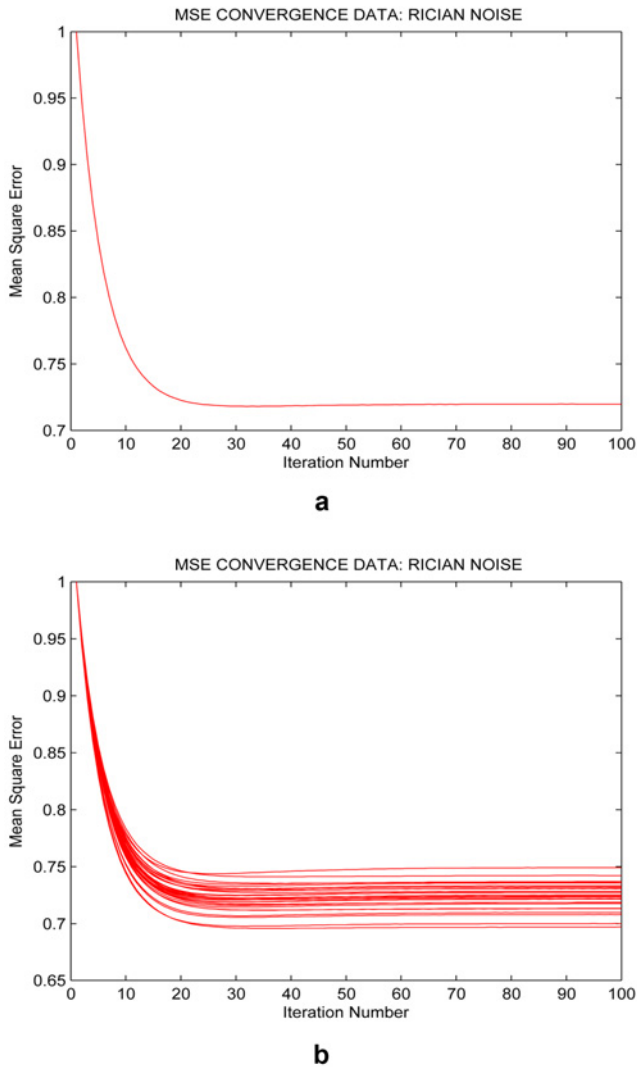 MSE CONVERGENCE DATA: RICIAN NOISE
1
0.95
0.9
0.85
0.8
0.75
0.7
Mean Square Error
0 10 20 30 40 50 60 70 80 90 100
Iteration Number
a
MSE CONVERGENCE DATA: RICIAN NOISE
1
0.95
0.9
0.85
0.8
0.75
0.7
0.65
Mean Square Error
0 10 20 30 40 50 60 70 80 90 100
Iteration Number
b